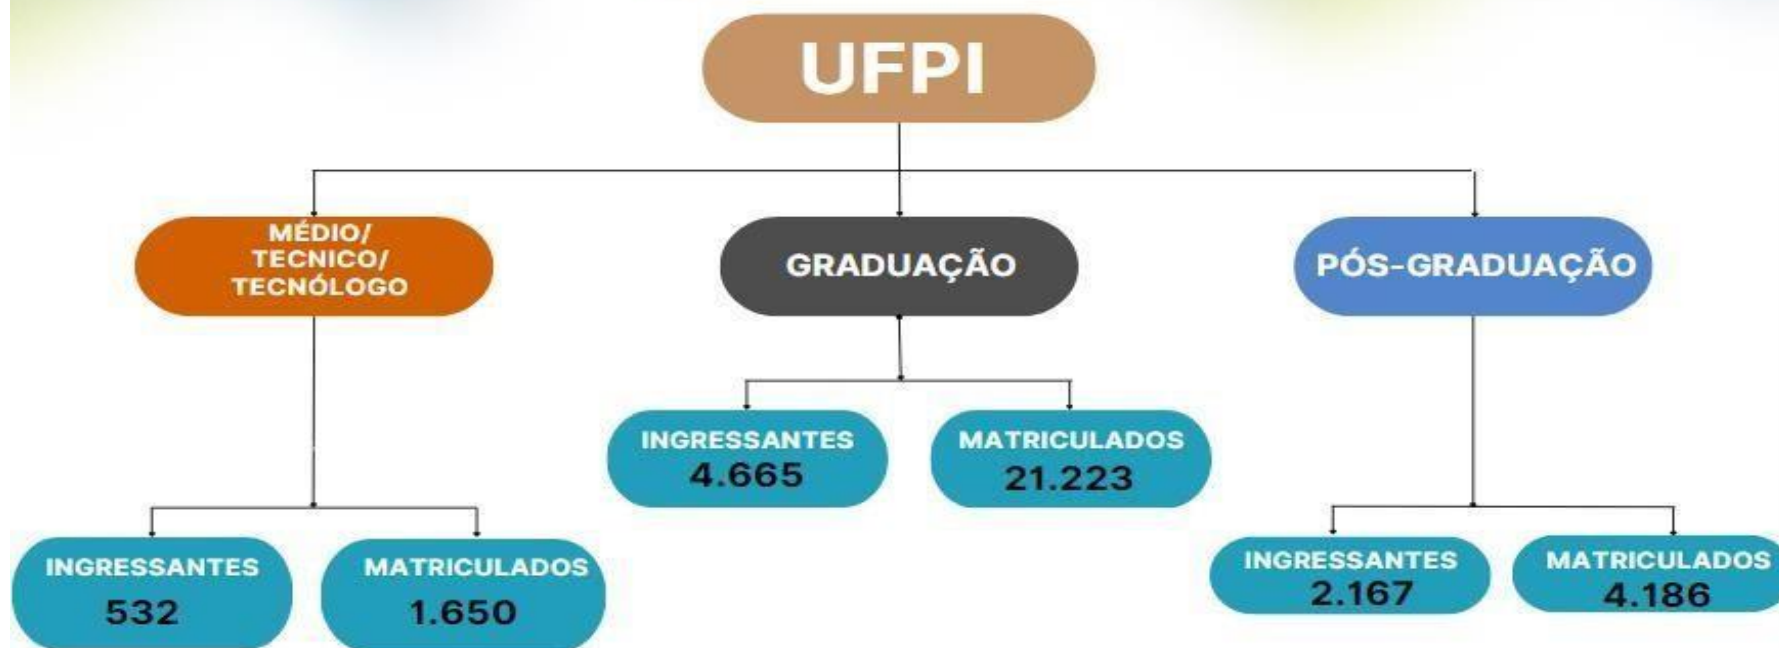 UFPI
MÉDIO/
TECNICO/
TECNÓLOGO
GRADUAÇÃO
PÓS-GRADUAÇÃO
INGRESSANTES
4.665
MATRICULADOS
21.223
INGRESSANTES
532
MATRICULADOS
1.650
INGRESSANTES
2.167
MATRICULADOS
4.186